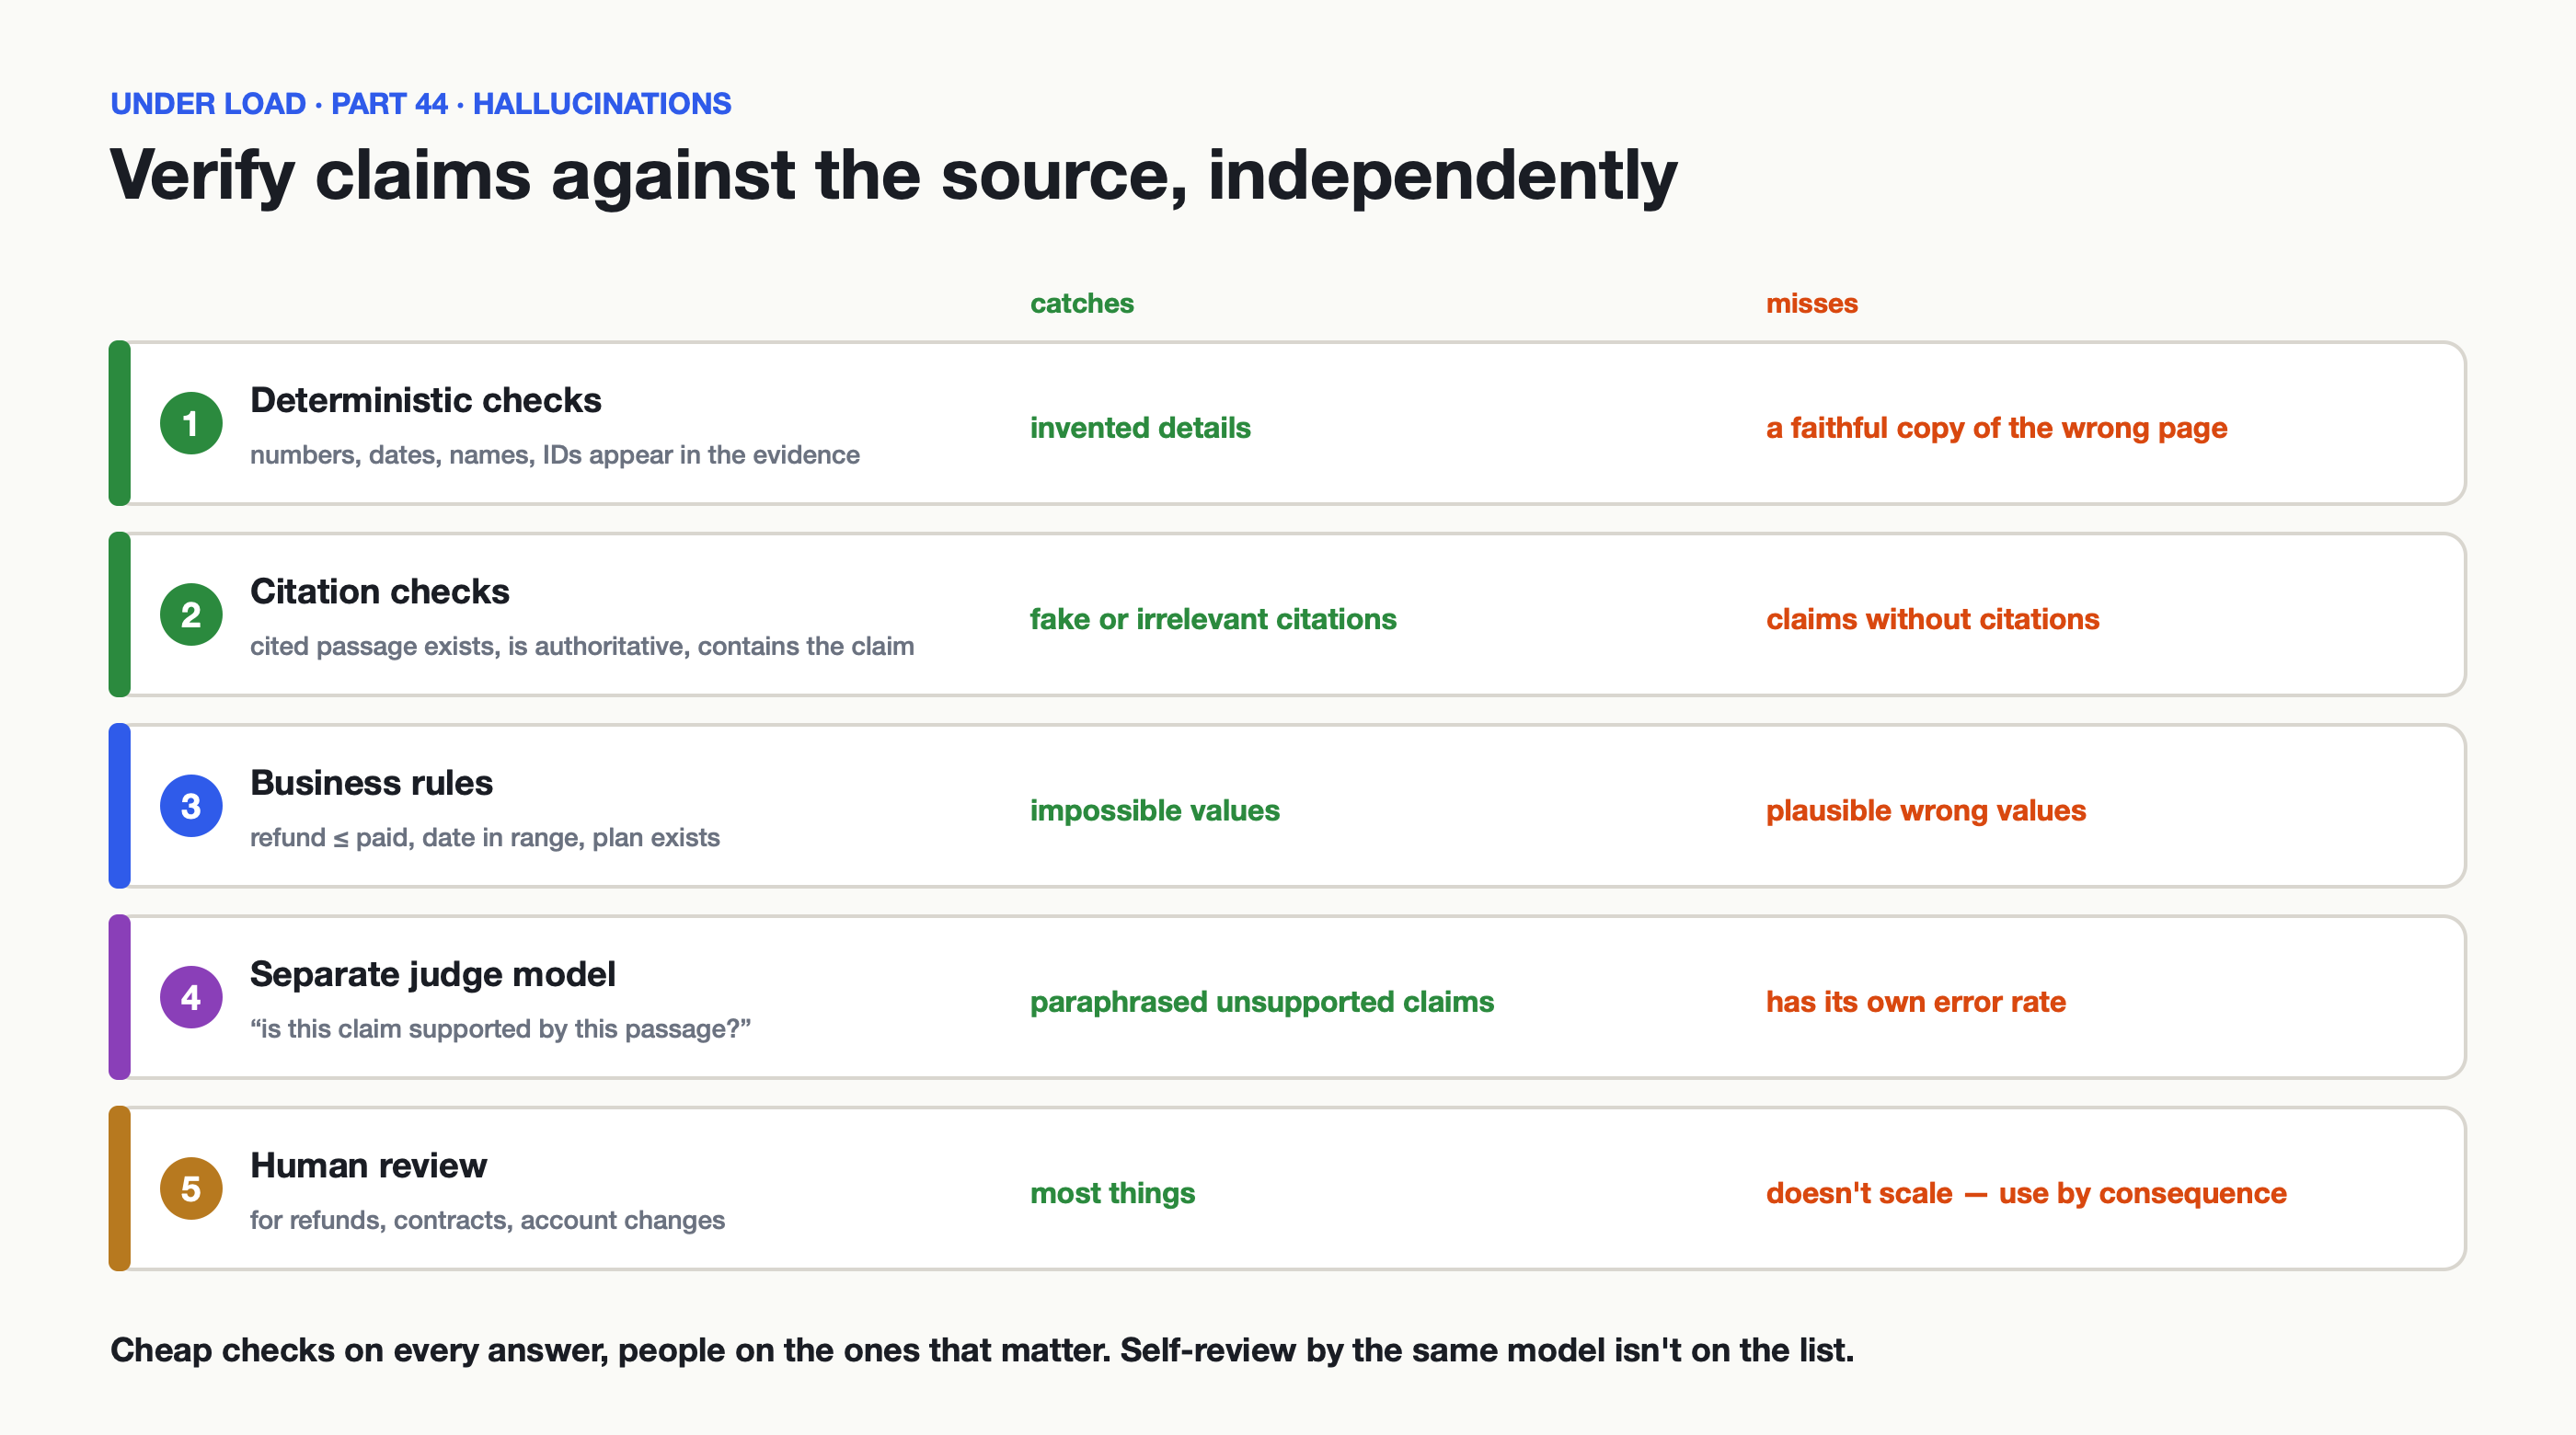 UNDER LOAD · PART 44 · HALLUCINATIONS
Verify claims against the source, independently
catches
misses
1
Deterministic checks
numbers, dates, names, IDs appear in the evidence
invented details
a faithful copy of the wrong page
2
Citation checks
cited passage exists, is authoritative, contains the claim
fake or irrelevant citations
claims without citations
3
Business rules
refund ≤ paid, date in range, plan exists
impossible values
plausible wrong values
4
Separate judge model
“is this claim supported by this passage?”
paraphrased unsupported claims
has its own error rate
5
Human review
for refunds, contracts, account changes
most things
doesn't scale — use by consequence
Cheap checks on every answer, people on the ones that matter. Self-review by the same model isn't on the list.